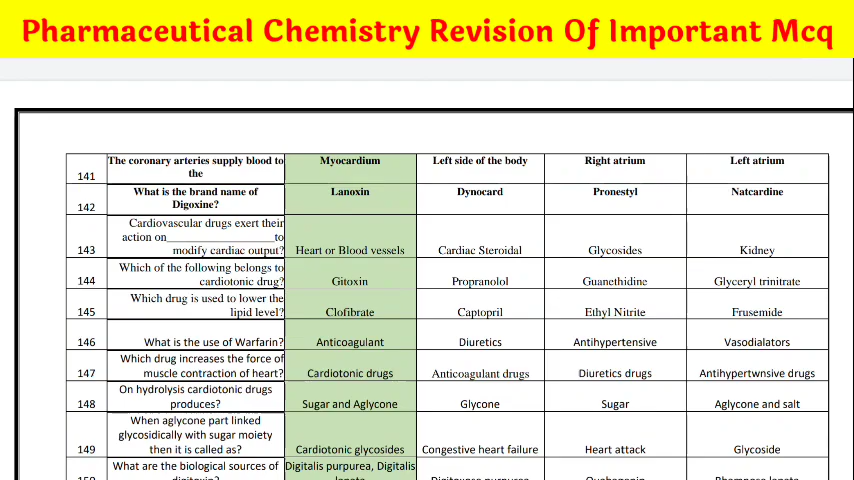 Pharmaceutical Chemistry Revision Of Important Mcq
141 The coronary arteries supply blood to the Myocardium Left side of the body Right atrium Left atrium
142 What is the brand name of Digoxine? Lanoxin Dynocard Pronestyl Natcardine
143 Cardiovascular drugs exert their action on____________________to modify cardiac output? Heart or Blood vessels Cardiac Steroidal Glycosides Kidney
144 Which of the following belongs to cardiotonic drug? Gitoxin Propranolol Guanethidine Glyceryl trinitrate
145 Which drug is used to lower the lipid level? Clofibrate Captopril Ethyl Nitrite Frusemide
146 What is the use of Warfarin? Anticoagulant Diuretics Antihypertensive Vasodialators
147 Which drug increases the force of muscle contraction of heart? Cardiotonic drugs Anticoagulant drugs Diuretics drugs Antihypertwnsive drugs
148 On hydrolysis cardiotonic drugs produces? Sugar and Aglycone Glycone Sugar Aglycone and salt
149 When aglycone part linked glycosidically with sugar moiety then it is called as? Cardiotonic glycosides Congestive heart failure Heart attack Glycoside
What are the biological sources of Digitalis purpurea, Digitalis